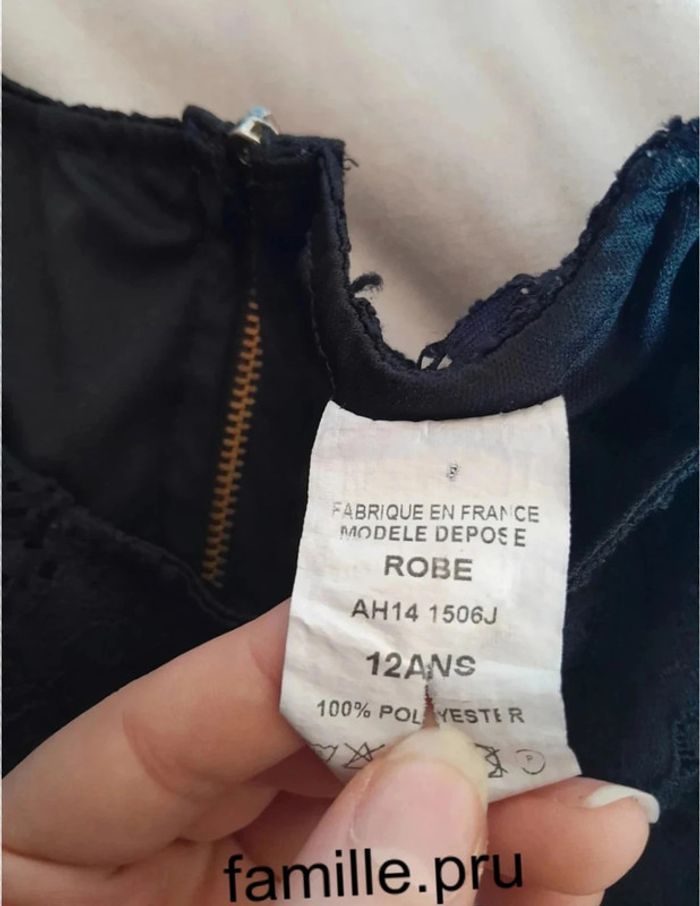 FABRIQUE EN FRANCE
MODELE DEPOSE
ROBE
AH14 1506J
12ANS
100% POLYESTER
P
famille.pru